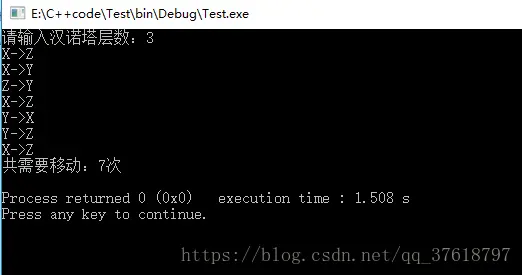 E:\C++code\Test\bin\Debug\Test.exe
请输入汉诺塔层数：3
X->Z
X->Y
Z->Y
X->Z
Y->X
Y->Z
X->Z
共需要移动：7次
Process returned 0 (0x0)   execution time : 1.508 s
Press any key to continue.
https://blog.csdn.net/qq_37618797